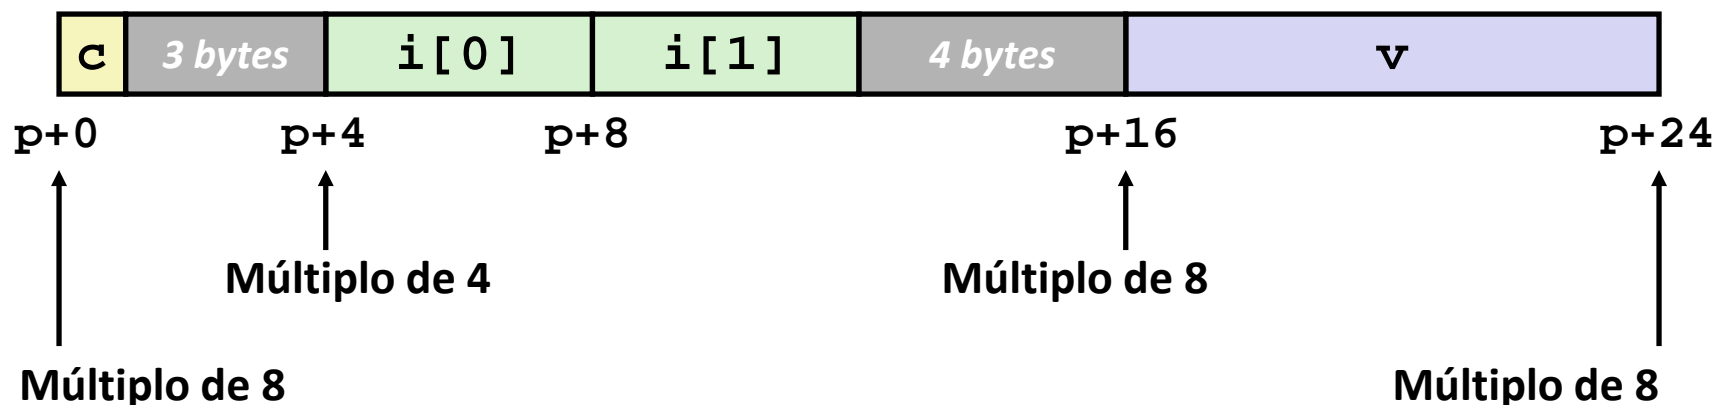 c 3 bytes i[0] i[1] 4 bytes v
p+0 p+4 p+8 p+16 p+24
Múltiplo de 4 Múltiplo de 8
Múltiplo de 8 Múltiplo de 8